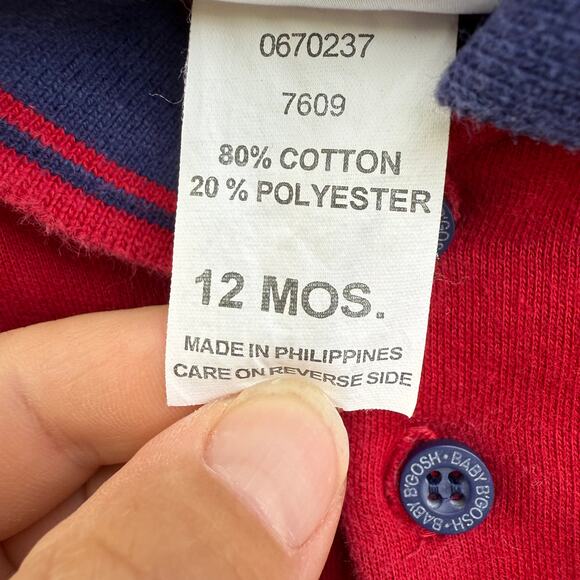 0670237
7609
80% COTTON
20 % POLYESTER
12 MOS.
MADE IN PHILIPPINES
CARE ON REVERSE SIDE
B'GOSH • BABY B'GOSH • BABY